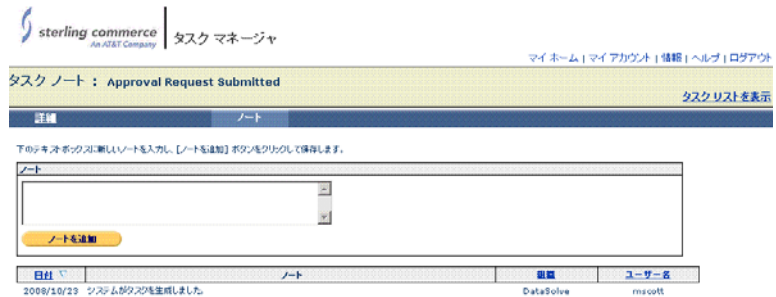 sterling commerce
An AT&T Company
タスク マネージャ
マイ ホーム | マイ アカウント | 情報 | ヘルプ | ログアウト
タスク ノート : Approval Request Submitted
タスク リストを表示
詳細 ノート
下のテキスト ボックスに新しいノートを入力し、[ノートを追加] ボタンをクリックして保存します。
ノート
ノートを追加
日付 ノート 組織 ユーザー名
2008/10/23 システムがタスクを生成しました。 DataSolve mscott